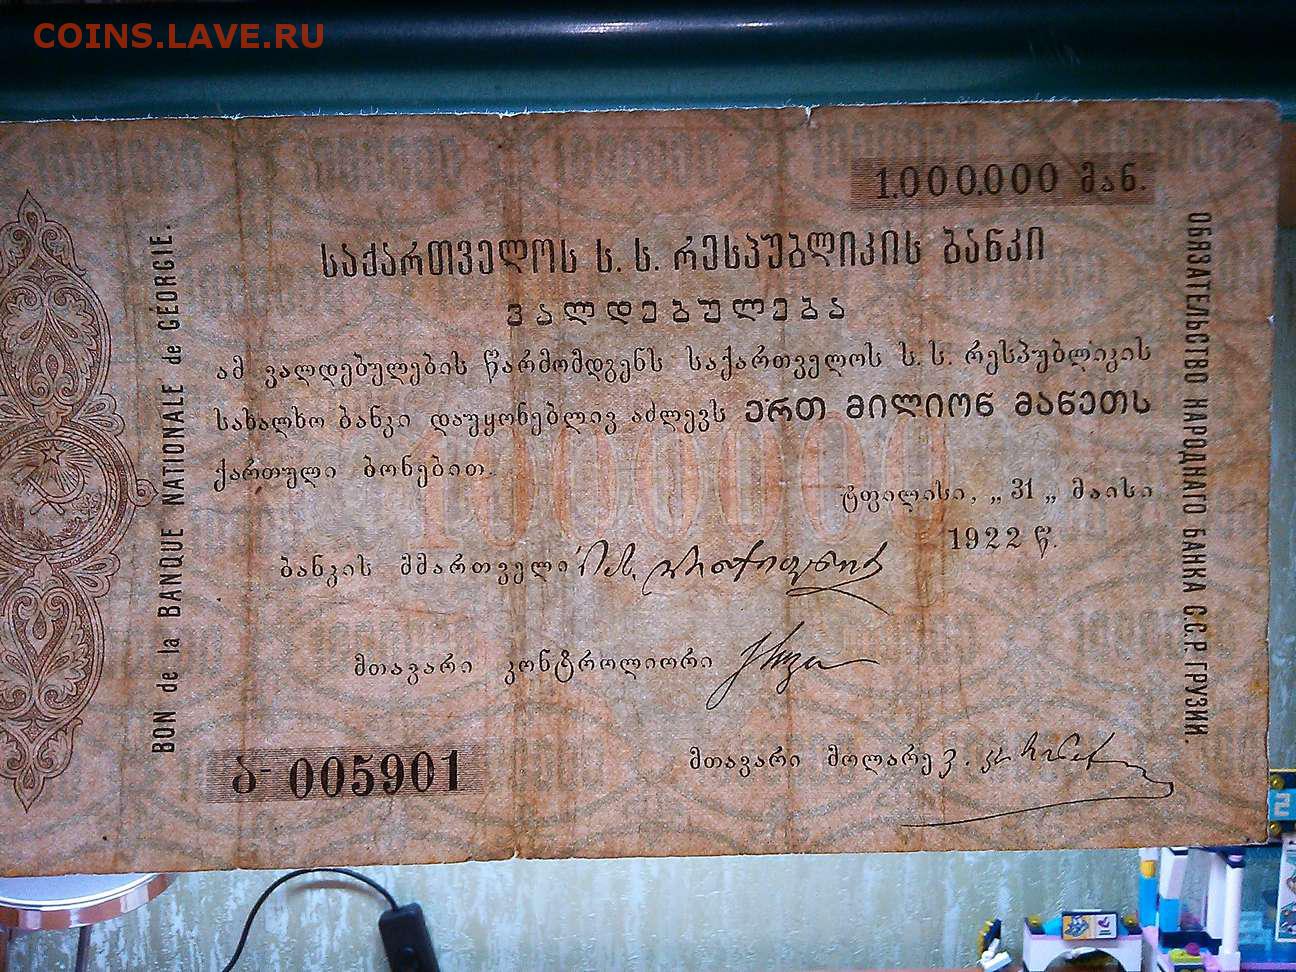 COINS.LAVE.RU
1.000.000 მან.
საქართველოს ს. ს. რესპუბლიკის ბანკი
ვალდებულება
ამ ვალდებულების წარმომდგენს საქართველოს ს. ს. რესპუბლიკის
სახალხო ბანკი დაუყონებლივ აძლევს ერთ მილიონ მანეთს
ქართული ბონებით.
ტფილისი, „ 31 „ მაისი
1922 წ.
ბანკის მმართველი
მთავარი კონტროლიორი
მთავარი მოლარე
ბ- 005901
BON de la BANQUE NATIONALE de GÉORGIE.
ОБЯЗАТЕЛЬСТВО НАРОДНАГО БАНКА С.С.Р. ГРУЗИИ.
1000000
2